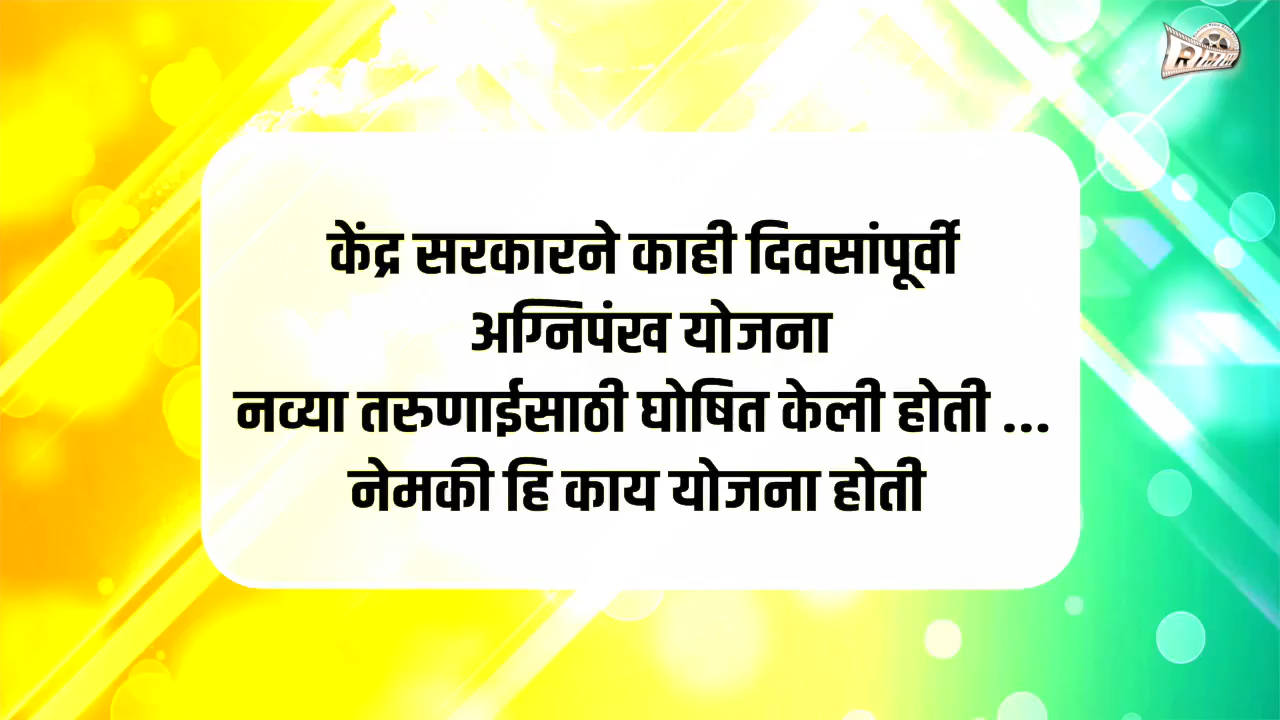 केंद्र सरकारने काही दिवसांपूर्वी
अग्निपंख योजना
नव्या तरुणाईसाठी घोषित केली होती ...
नेमकी हि काय योजना होती